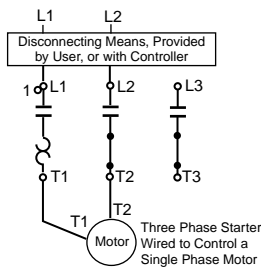 L1 L2
Disconnecting Means, Provided
by User, or with Controller
1 L1 L2 L3
T1 T2 T3
T1 T2
Motor
Three Phase Starter
Wired to Control a
Single Phase Motor